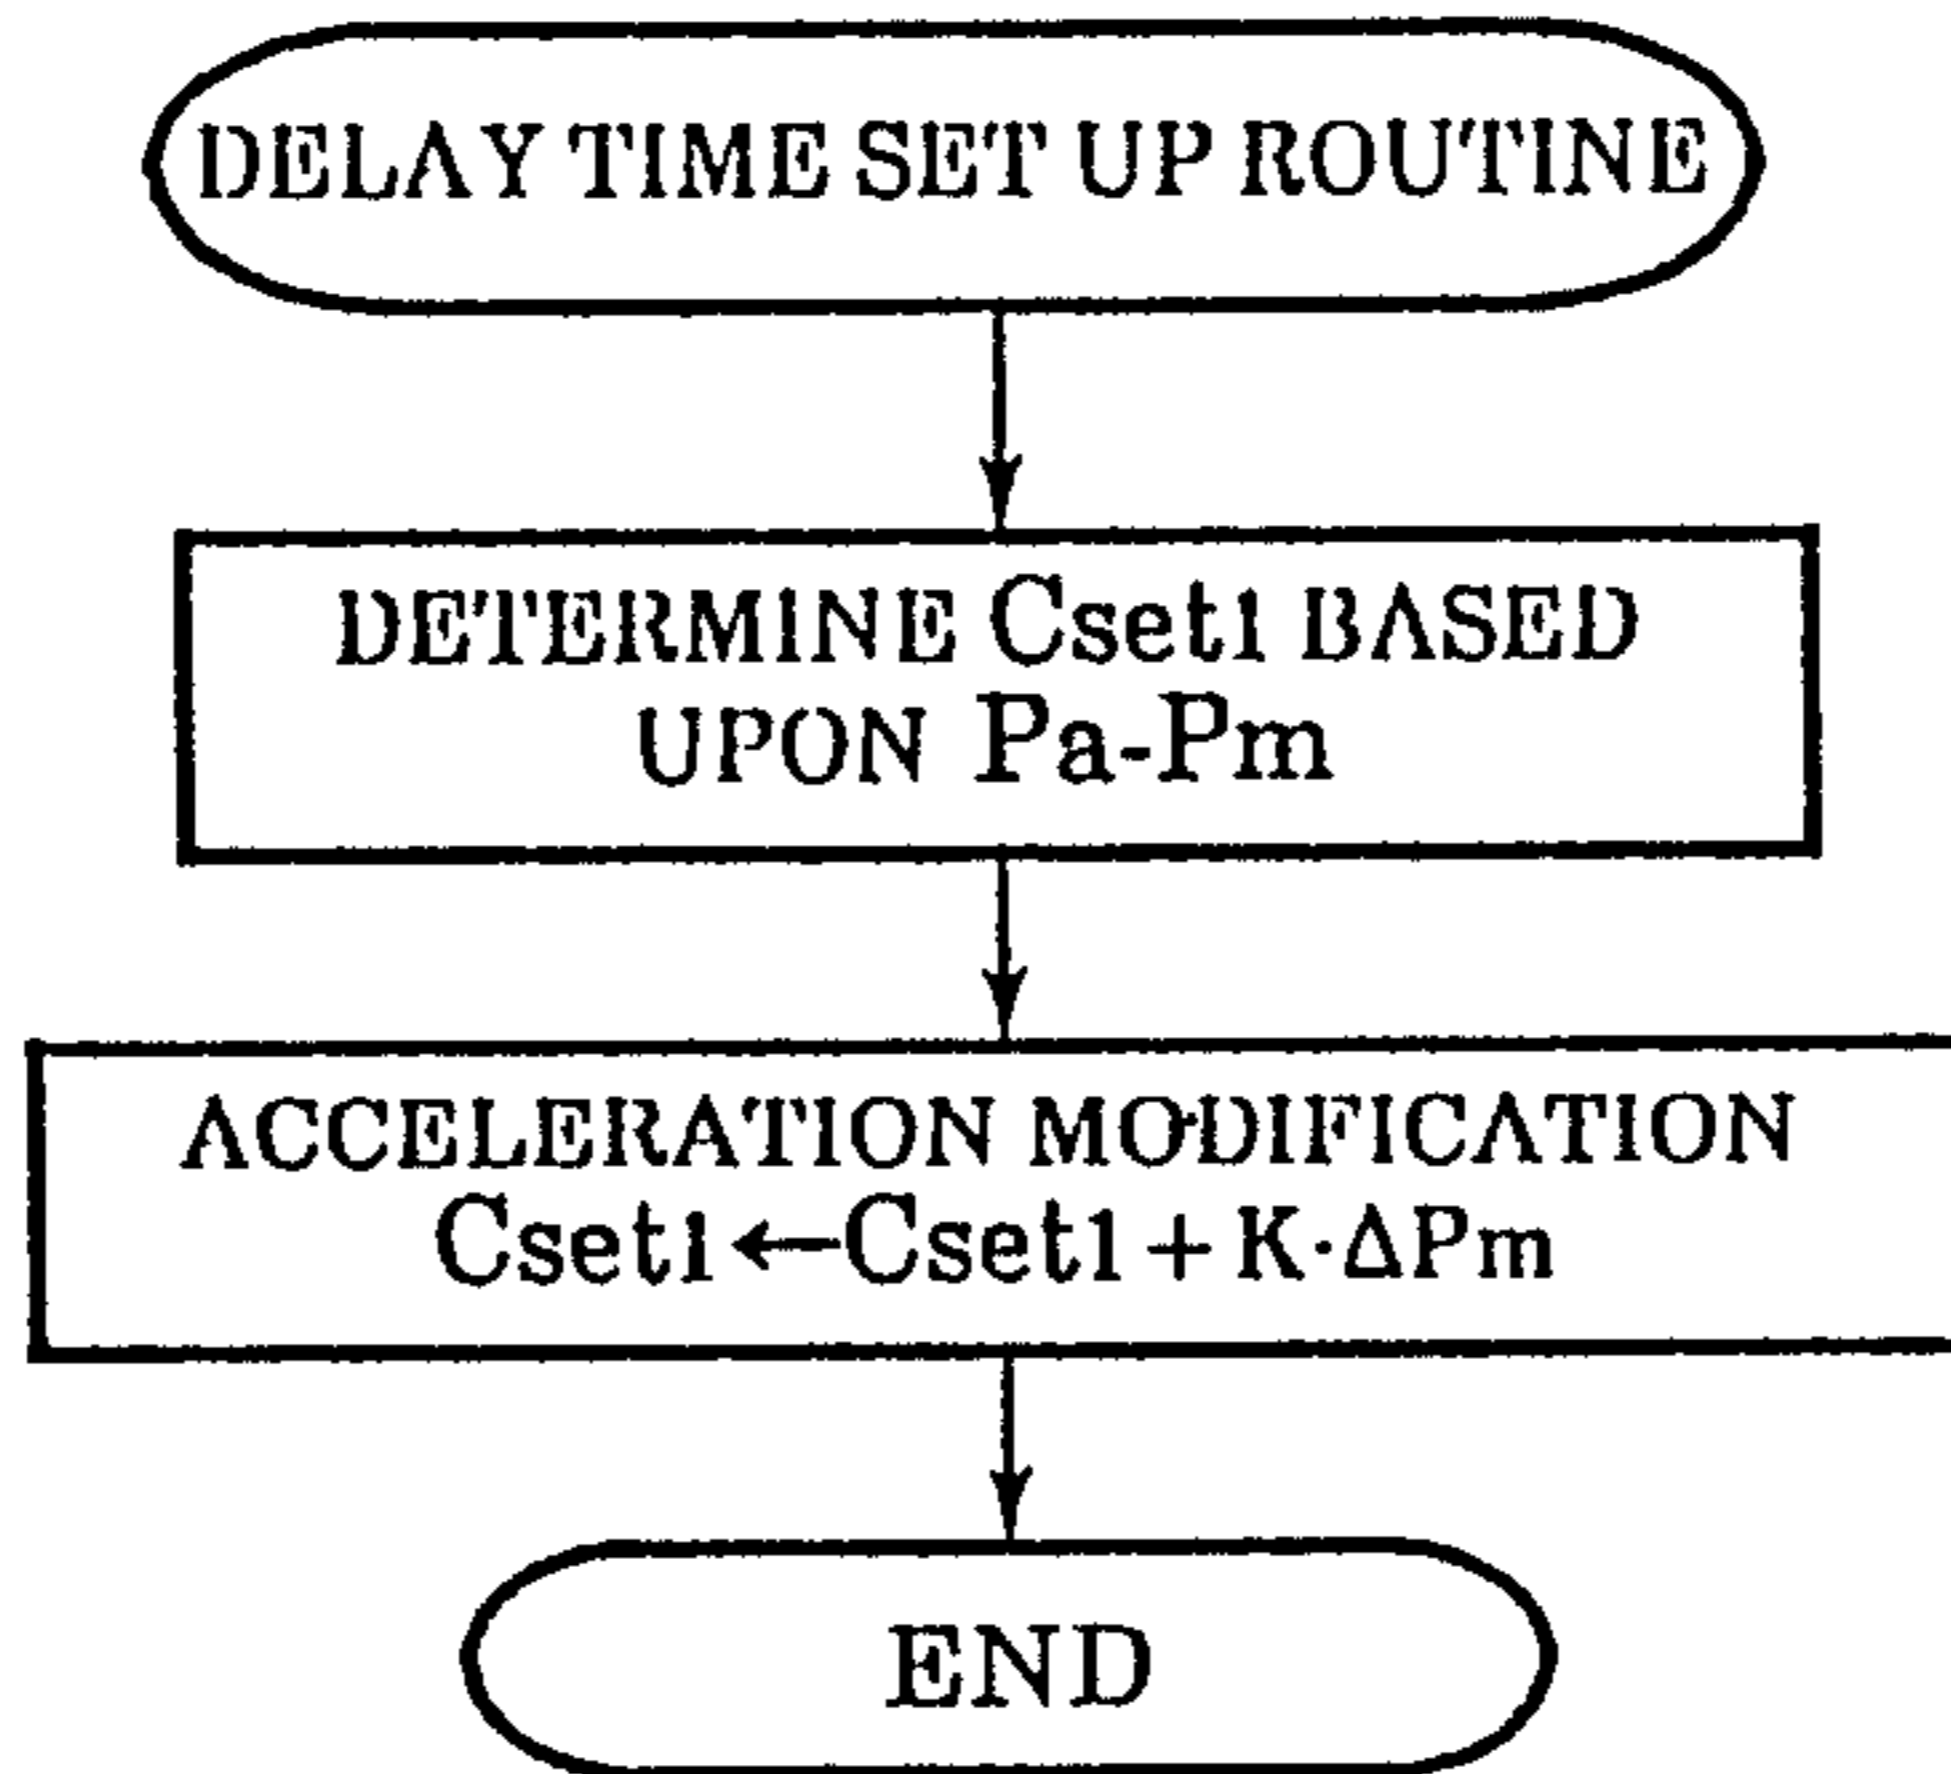 DELAY TIME SET UP ROUTINE
DETERMINE Cset1 BASED
UPON Pa-Pm
ACCELERATION MODIFICATION
Cset1←Cset1+K·ΔPm
END